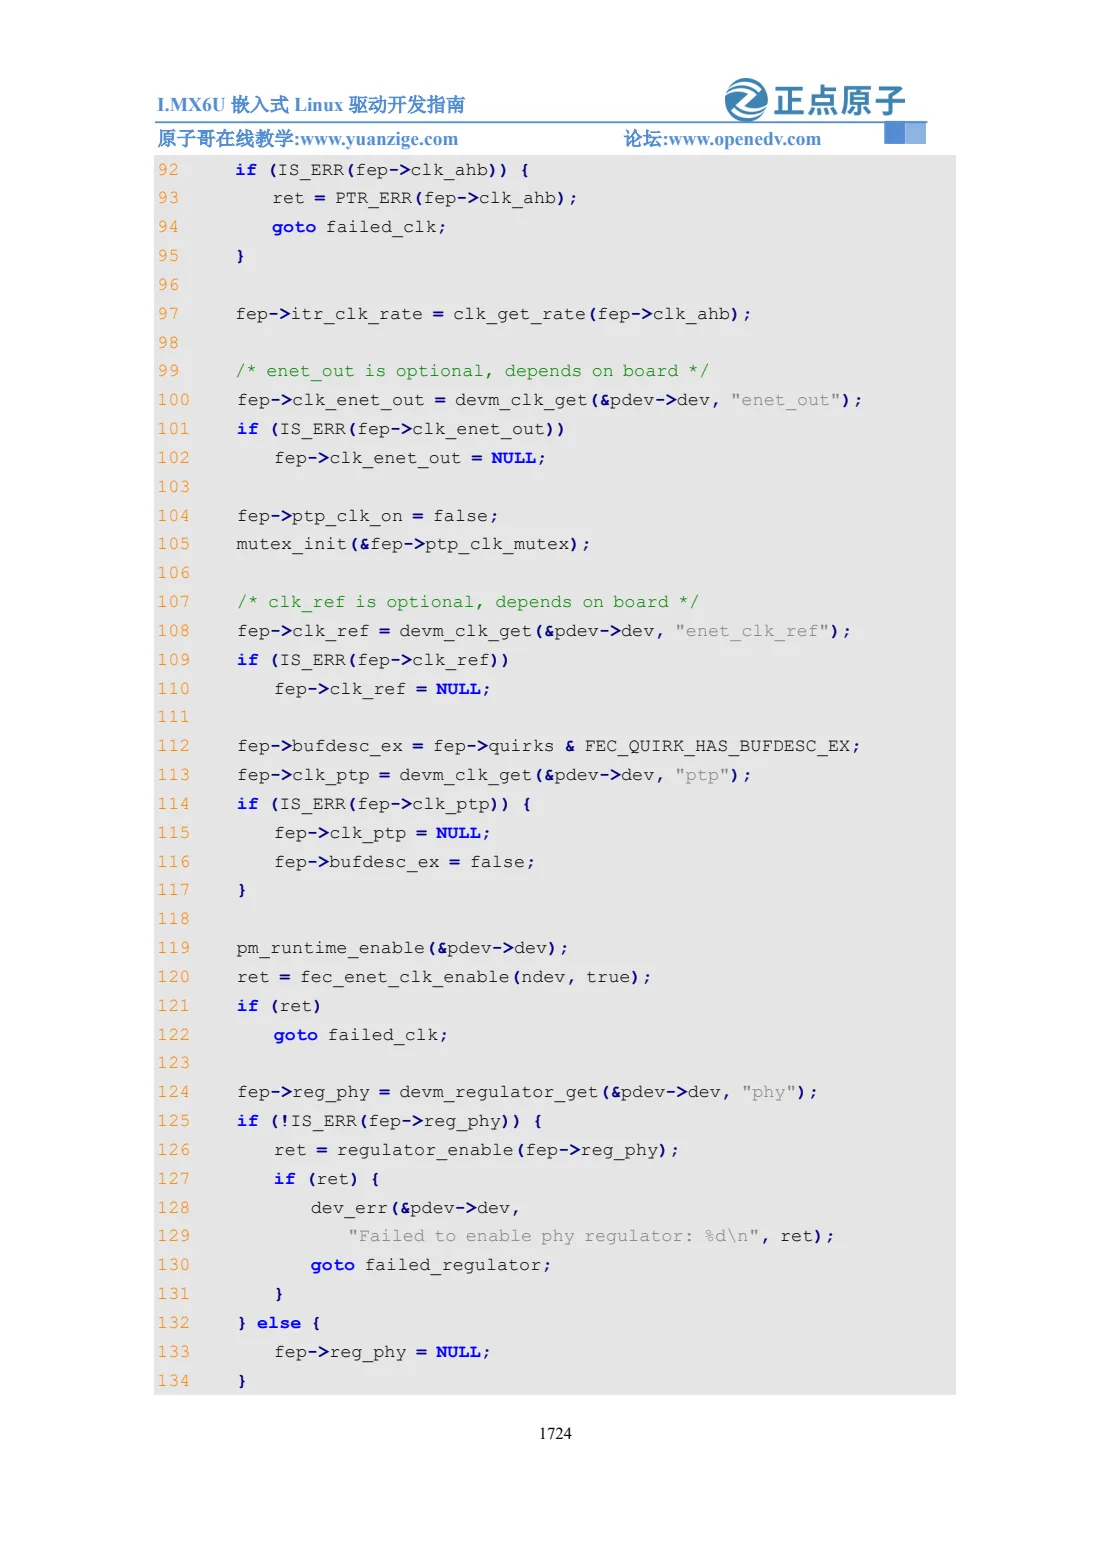 I.MX6U 嵌入式 Linux 驱动开发指南
正点原子
原子哥在线教学:www.yuanzige.com 论坛:www.openedv.com
92 if (IS_ERR(fep->clk_ahb)) {
93 ret = PTR_ERR(fep->clk_ahb);
94 goto failed_clk;
95 }
96
97 fep->itr_clk_rate = clk_get_rate(fep->clk_ahb);
98
99 /* enet_out is optional, depends on board */
100 fep->clk_enet_out = devm_clk_get(&pdev->dev, "enet_out");
101 if (IS_ERR(fep->clk_enet_out))
102 fep->clk_enet_out = NULL;
103
104 fep->ptp_clk_on = false;
105 mutex_init(&fep->ptp_clk_mutex);
106
107 /* clk_ref is optional, depends on board */
108 fep->clk_ref = devm_clk_get(&pdev->dev, "enet_clk_ref");
109 if (IS_ERR(fep->clk_ref))
110 fep->clk_ref = NULL;
111
112 fep->bufdesc_ex = fep->quirks & FEC_QUIRK_HAS_BUFDESC_EX;
113 fep->clk_ptp = devm_clk_get(&pdev->dev, "ptp");
114 if (IS_ERR(fep->clk_ptp)) {
115 fep->clk_ptp = NULL;
116 fep->bufdesc_ex = false;
117 }
118
119 pm_runtime_enable(&pdev->dev);
120 ret = fec_enet_clk_enable(ndev, true);
121 if (ret)
122 goto failed_clk;
123
124 fep->reg_phy = devm_regulator_get(&pdev->dev, "phy");
125 if (!IS_ERR(fep->reg_phy)) {
126 ret = regulator_enable(fep->reg_phy);
127 if (ret) {
128 dev_err(&pdev->dev,
129 "Failed to enable phy regulator: %d\n", ret);
130 goto failed_regulator;
131 }
132 } else {
133 fep->reg_phy = NULL;
134 }
1724